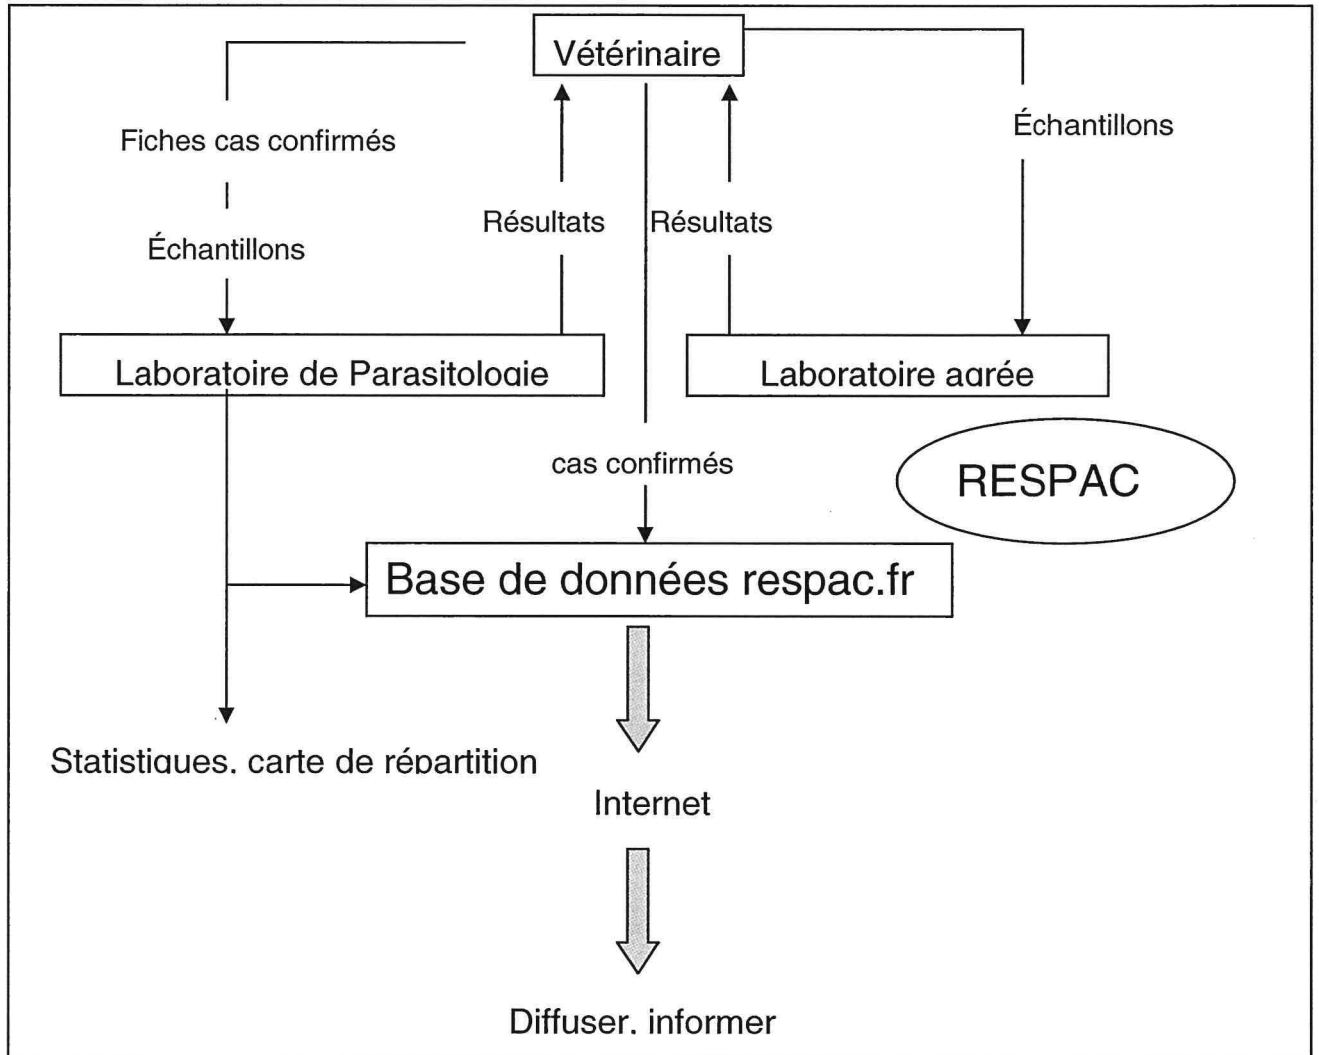 Vétérinaire
Échantillons
Fiches cas confirmés
Résultats
Résultats
Échantillons
Laboratoire de Parasitologie
Laboratoire agrée
cas confirmés
RESPAC
Base de données respac.fr
Statistiques, carte de répartition
Internet
Diffuser, informer